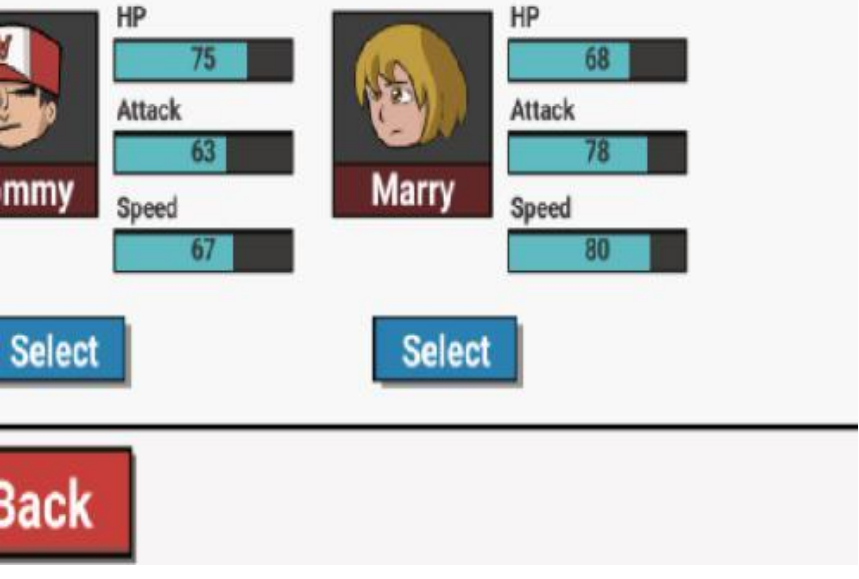 HP
75
Attack
63
Speed
67
ommy
Select
HP
68
Attack
78
Speed
80
Marry
Select
Back